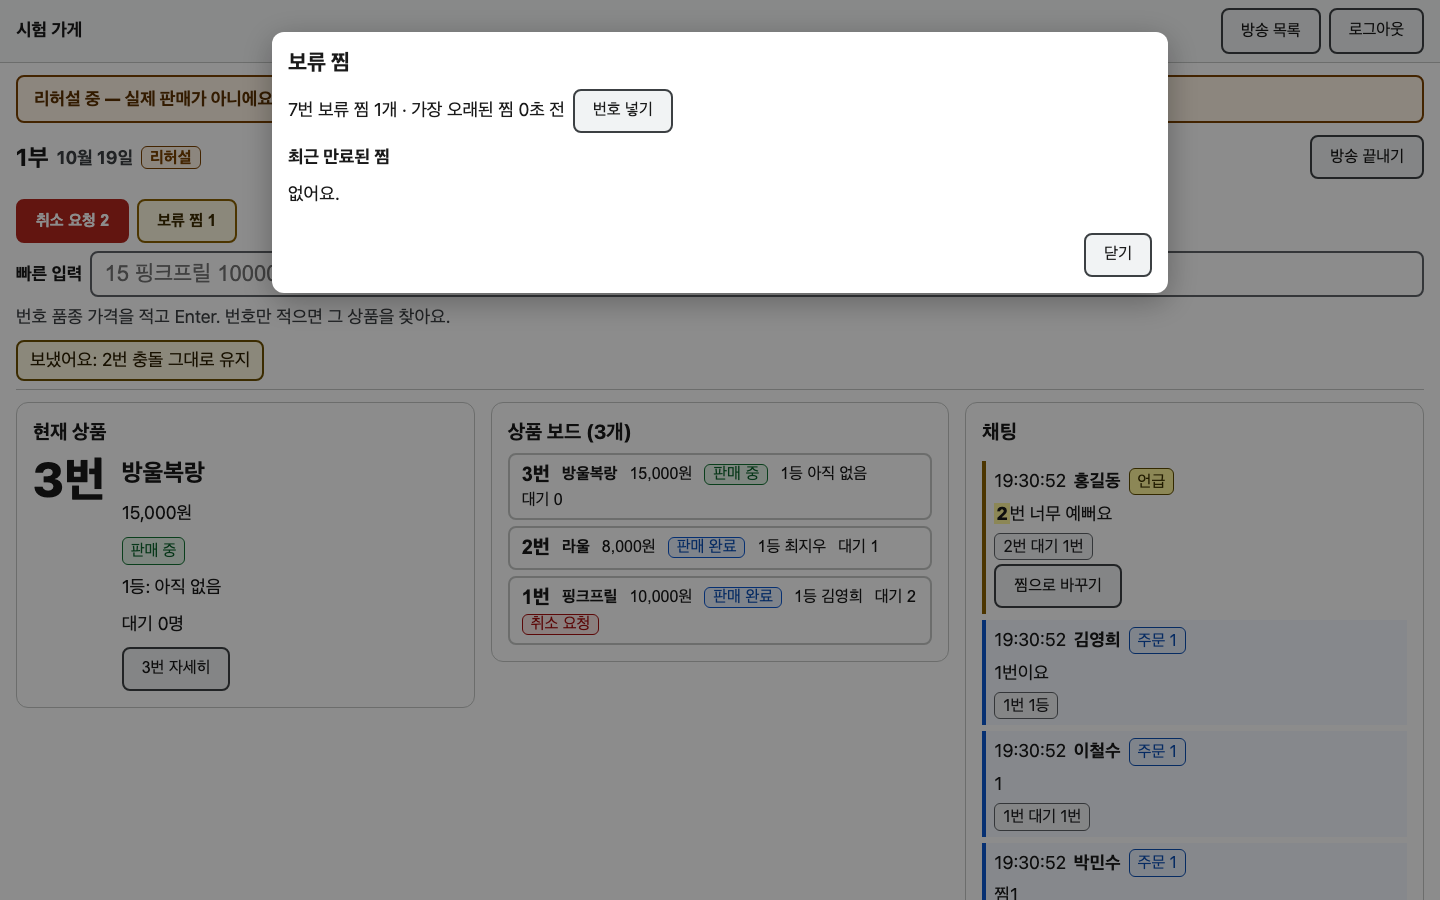 시험 가게
방송 목록
로그아웃
보류 찜
7번 보류 찜 1개 · 가장 오래된 찜 0초 전
번호 넣기
최근 만료된 찜
없어요.
닫기
리허설 중 — 실제 판매가 아니에요
1부 10월 19일 리허설
방송 끝내기
취소 요청 2
보류 찜 1
빠른 입력
15 핑크프릴 10000
번호 품종 가격을 적고 Enter. 번호만 적으면 그 상품을 찾아요.
보냈어요: 2번 충돌 그대로 유지
현재 상품
3번 방울복랑
15,000원
판매 중
1등: 아직 없음
대기 0명
3번 자세히
상품 보드 (3개)
3번 방울복랑 15,000원 판매 중 1등 아직 없음
대기 0
2번 라울 8,000원 판매 완료 1등 최지우 대기 1
1번 핑크프릴 10,000원 판매 완료 1등 김영희 대기 2
취소 요청
채팅
19:30:52 홍길동 언급
2번 너무 예뻐요
2번 대기 1번
찜으로 바꾸기
19:30:52 김영희 주문 1
1번이요
1번 1등
19:30:52 이철수 주문 1
1
1번 대기 1번
19:30:52 박민수 주문 1
찜1